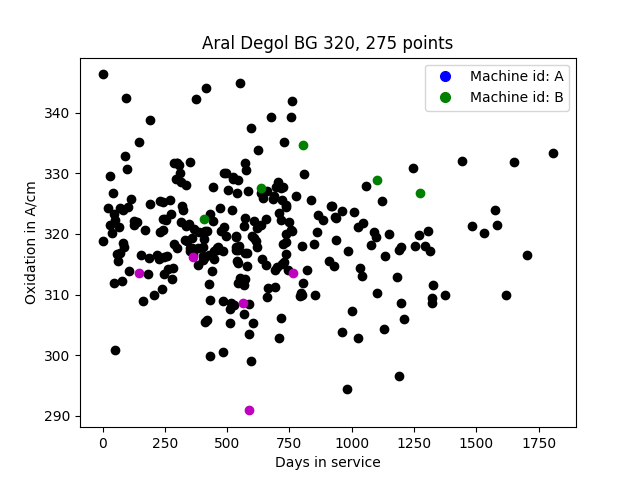 Aral Degol BG 320, 275 points
Machine id: A
Machine id: B
340
330
320
310
300
290
Oxidation in A/cm
0 250 500 750 1000 1250 1500 1750
Days in service